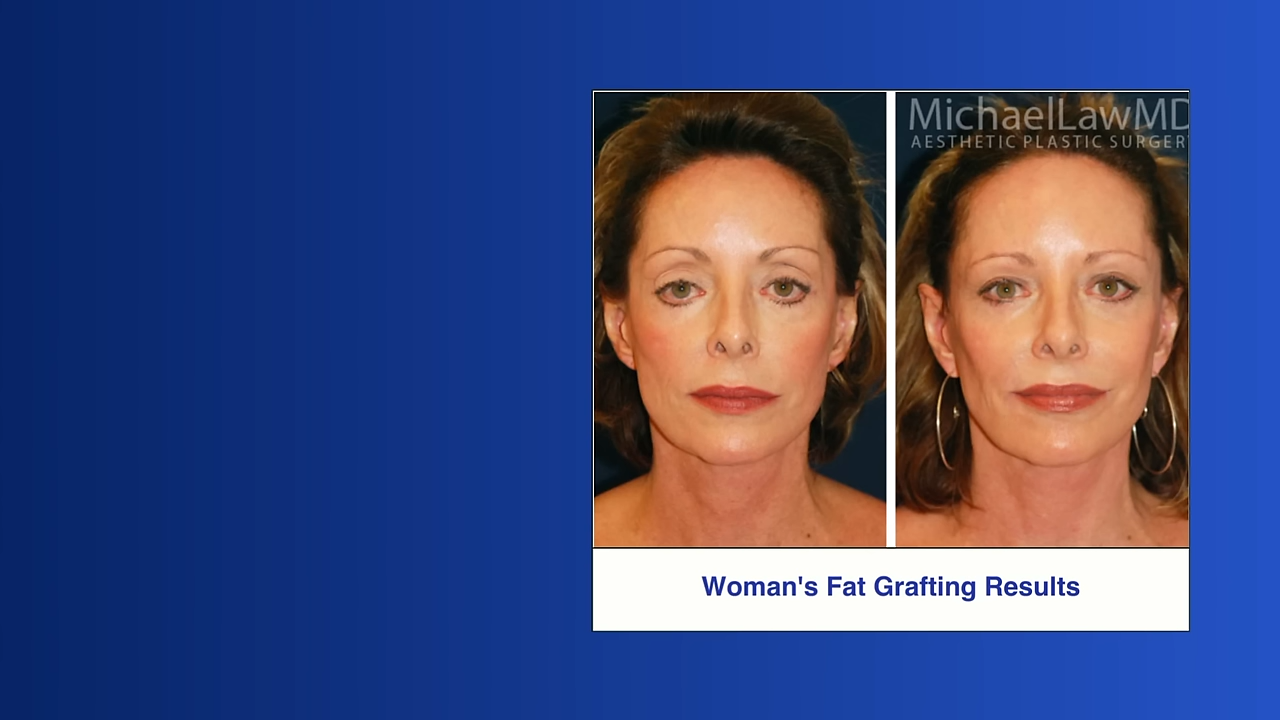 MichaelLawMD
AESTHETIC PLASTIC SURGER
Woman's Fat Grafting Results